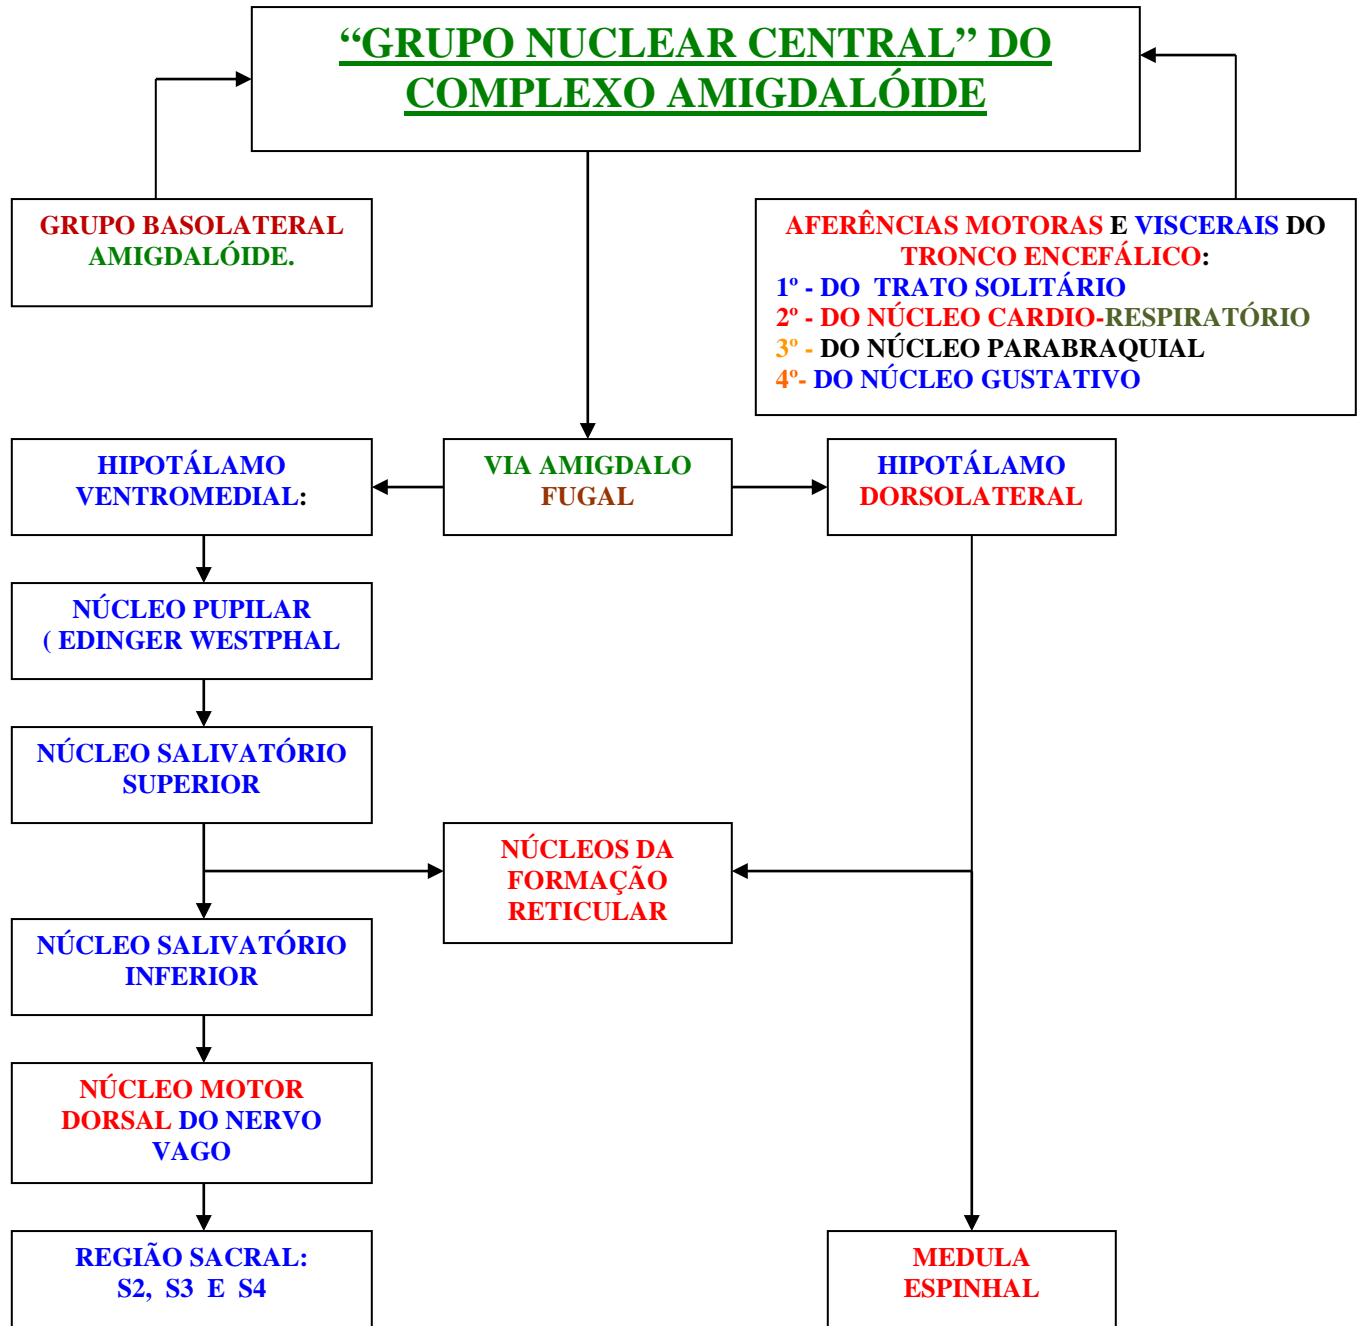 “GRUPO NUCLEAR CENTRAL” DO
COMPLEXO AMIGDALÓIDE
GRUPO BASOLATERAL
AMIGDALÓIDE.
AFERÊNCIAS MOTORAS E VISCERAIS DO
TRONCO ENCEFÁLICO:
1º - DO TRATO SOLITÁRIO
2º - DO NÚCLEO CARDIO-RESPIRATÓRIO
3º - DO NÚCLEO PARABRAQUIAL
4º- DO NÚCLEO GUSTATIVO
HIPOTÁLAMO
VENTROMEDIAL:
VIA AMIGDALO
FUGAL
HIPOTÁLAMO
DORSOLATERAL
NÚCLEO PUPILAR
( EDINGER WESTPHAL
NÚCLEO SALIVATÓRIO
SUPERIOR
NÚCLEOS DA
FORMAÇÃO
RETICULAR
NÚCLEO SALIVATÓRIO
INFERIOR
NÚCLEO MOTOR
DORSAL DO NERVO
VAGO
REGIÃO SACRAL:
S2, S3 E S4
MEDULA
ESPINHAL